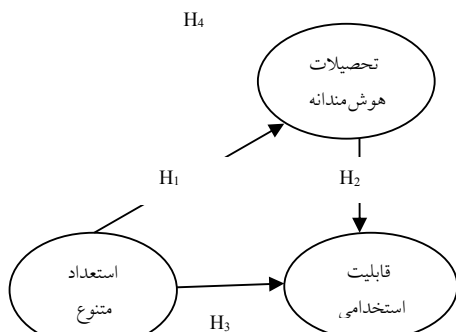 H4
تحصیلات
هوش‌مندانه
H1
H2
استعداد
متنوع
قابلیت
استخدامی
H3